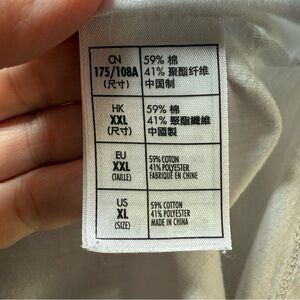 CN
175/108A
(尺寸)
59% 棉
41% 聚酯纤维
中国制
HK
XXL
(尺寸)
59% 棉
41% 聚酯纖維
中國製
EU
XXL
(TAILLE)
59% COTON
41% POLYESTER
FABRIQUÉ EN CHINE
US
XL
(SIZE)
59% COTTON
41% POLYESTER
MADE IN CHINA